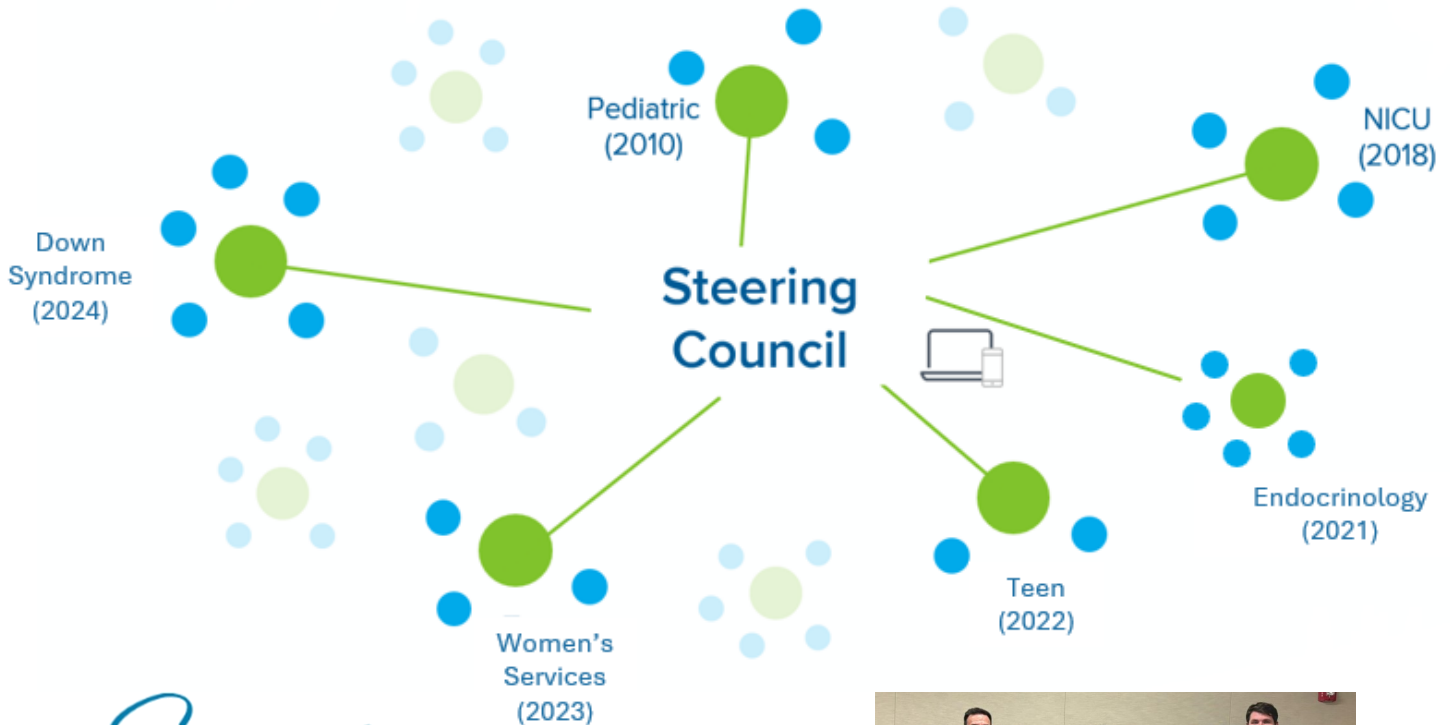 Pediatric
(2010)
NICU
(2018)
Down
Syndrome
(2024)
Steering
Council
Endocrinology
(2021)
Teen
(2022)
Women's
Services
(2023)